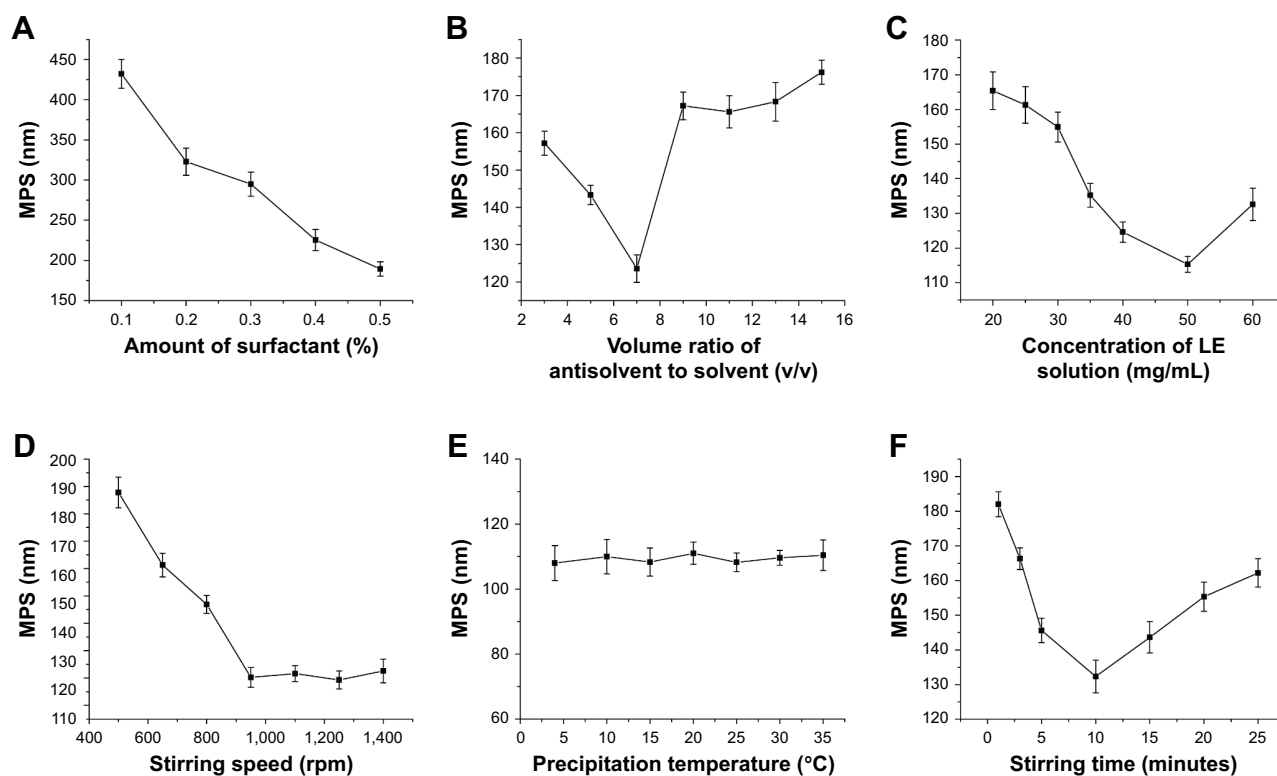 A
MPS (nm)
450
425
375
300
250
200
150
0.1 0.2 0.3 0.4 0.5
Amount of surfactant (%)
B
MPS (nm)
180
170
160
150
140
130
120
2 4 6 8 10 12 14 16
Volume ratio of
antisolvent to solvent (v/v)
C
MPS (nm)
180
170
160
150
140
130
120
110
20 30 40 50 60
Concentration of LE
solution (mg/mL)
D
MPS (nm)
200
190
180
170
160
150
140
130
120
110
400 600 800 1,000 1,200 1,400
Stirring speed (rpm)
E
MPS (nm)
140
120
100
80
60
0 5 10 15 20 25 30 35
Precipitation temperature (°C)
F
MPS (nm)
190
180
170
160
150
140
130
120
0 5 10 15 20 25
Stirring time (minutes)